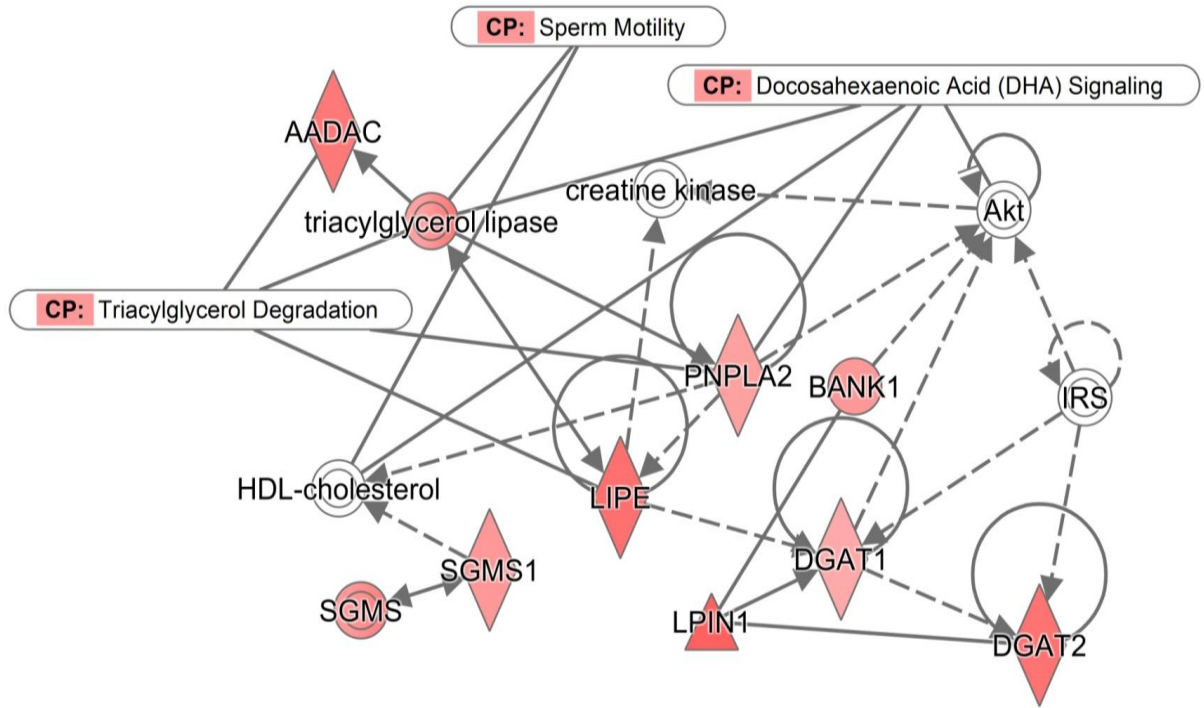 CP: Sperm Motility
CP: Docosahexaenoic Acid (DHA) Signaling
AADAC
creatine kinase
triacylglycerol lipase
Akt
CP: Triacylglycerol Degradation
PNPLA2
BANK1
IRS
HDL-cholesterol
LIPE
SGMS1
DGAT1
SGMS
LPIN1
DGAT2